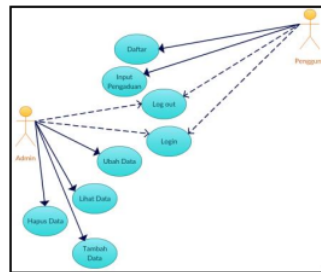 Daftar
Pengguna
Input
Pengaduan
Log out
Login
Admin
Ubah Data
Lihat Data
Hapus Data
Tambah
Data